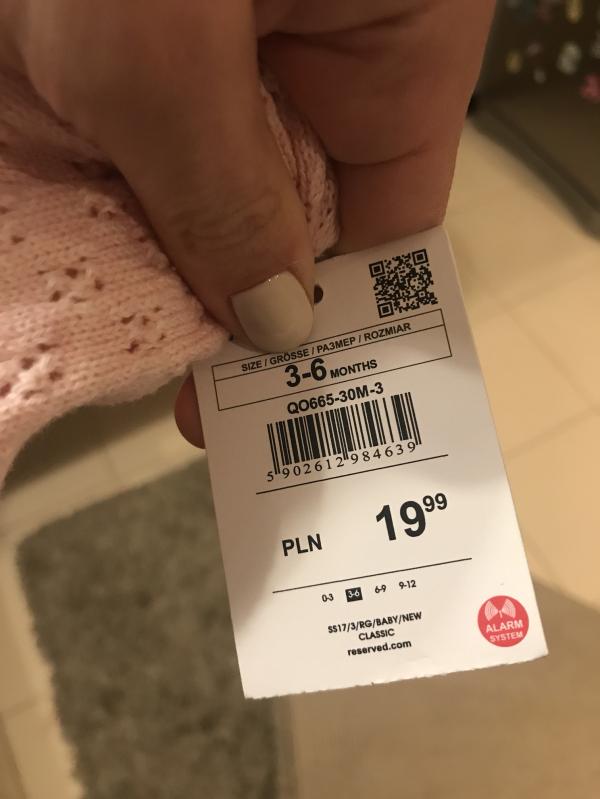 SIZE / GRÖSSE / РАЗМЕР / ROZMIAR
3-6 MONTHS
QO665-30M-3
5 902612 984639
PLN 19⁹⁹
0-3 3-6 6-9 9-12
SS17/3/RG/BABY/NEW
CLASSIC
reserved.com
ALARM
SYSTEM